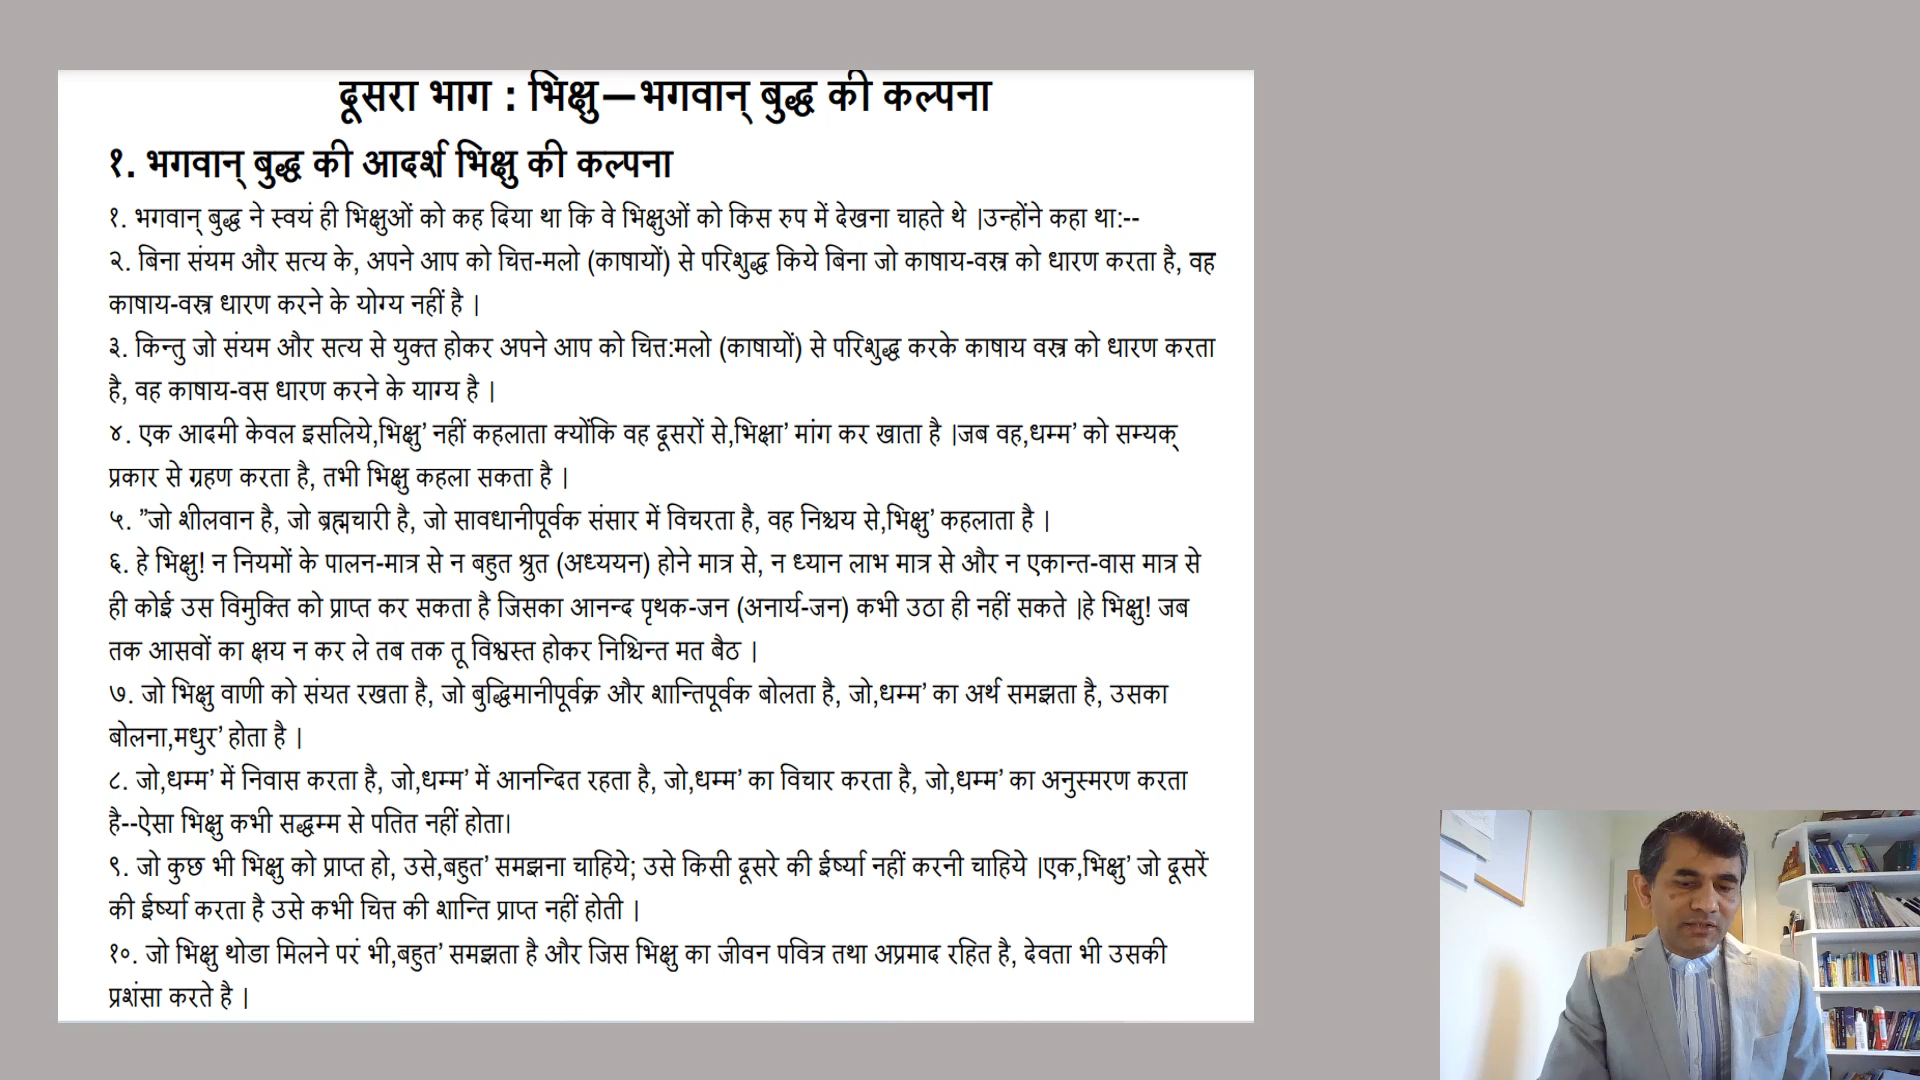 दूसरा भाग : भिक्षु—भगवान् बुद्ध की कल्पना
१. भगवान् बुद्ध की आदर्श भिक्षु की कल्पना
१. भगवान् बुद्ध ने स्वयं ही भिक्षुओं को कह दिया था कि वे भिक्षुओं को किस रुप में देखना चाहते थे |उन्होंने कहा था:--
२. बिना संयम और सत्य के, अपने आप को चित्त-मलो (काषायों) से परिशुद्ध किये बिना जो काषाय-वस्त्र को धारण करता है, वह
काषाय-वस्त्र धारण करने के योग्य नहीं है |
३. किन्तु जो संयम और सत्य से युक्त होकर अपने आप को चित्त:मलो (काषायों) से परिशुद्ध करके काषाय वस्त्र को धारण करता
है, वह काषाय-वस धारण करने के याग्य है |
४. एक आदमी केवल इसलिये,भिक्षु’ नहीं कहलाता क्योंकि वह दूसरों से,भिक्षा’ मांग कर खाता है |जब वह,धम्म’ को सम्यक्
प्रकार से ग्रहण करता है, तभी भिक्षु कहला सकता है |
५. ”जो शीलवान है, जो ब्रह्मचारी है, जो सावधानीपूर्वक संसार में विचरता है, वह निश्चय से,भिक्षु’ कहलाता है |
६. हे भिक्षु! न नियमों के पालन-मात्र से न बहुत श्रुत (अध्ययन) होने मात्र से, न ध्यान लाभ मात्र से और न एकान्त-वास मात्र से
ही कोई उस विमुक्ति को प्राप्त कर सकता है जिसका आनन्द पृथक-जन (अनार्य-जन) कभी उठा ही नहीं सकते |हे भिक्षु! जब
तक आसवों का क्षय न कर ले तब तक तू विश्वस्त होकर निश्चिन्त मत बैठ |
७. जो भिक्षु वाणी को संयत रखता है, जो बुद्धिमानीपूर्वक्र और शान्तिपूर्वक बोलता है, जो,धम्म’ का अर्थ समझता है, उसका
बोलना,मधुर’ होता है |
८. जो,धम्म’ में निवास करता है, जो,धम्म’ में आनन्दित रहता है, जो,धम्म’ का विचार करता है, जो,धम्म’ का अनुस्मरण करता
है--ऐसा भिक्षु कभी सद्धम्म से पतित नहीं होता।
९. जो कुछ भी भिक्षु को प्राप्त हो, उसे,बहुत’ समझना चाहिये; उसे किसी दूसरे की ईर्ष्या नहीं करनी चाहिये |एक,भिक्षु’ जो दूसरें
की ईर्ष्या करता है उसे कभी चित्त की शान्ति प्राप्त नहीं होती |
१०. जो भिक्षु थोडा मिलने परं भी,बहुत’ समझता है और जिस भिक्षु का जीवन पवित्र तथा अप्रमाद रहित है, देवता भी उसकी
प्रशंसा करते है |